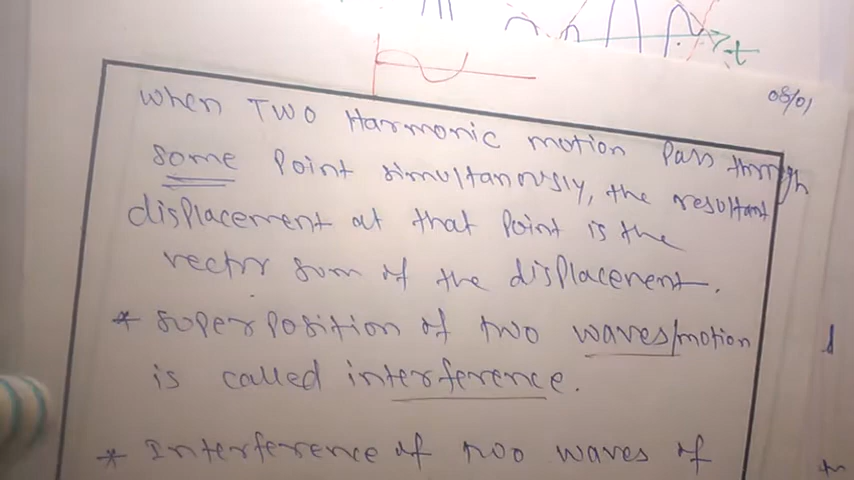 t
08/01
When Two Harmonic motion pass through
some point simultanously, the resultant
displacement at that point is the
vector sum of the displacement.
* superposition of two waves/motion
is called interference.
* Interference of two waves of